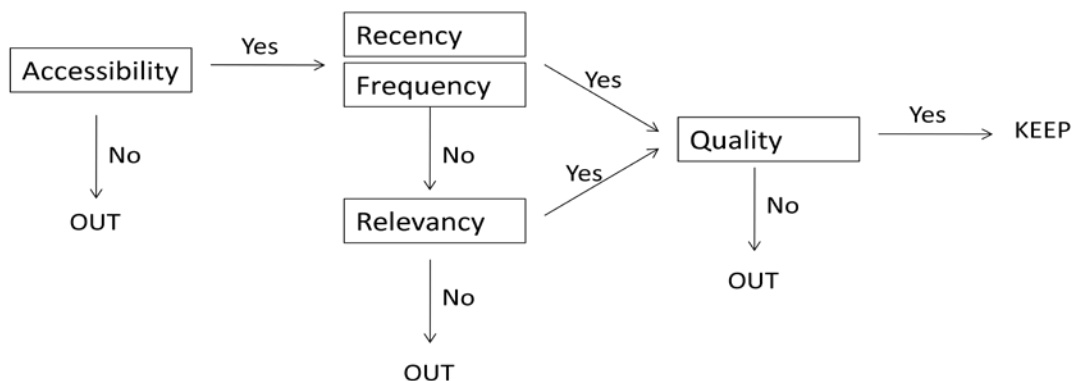 Accessibility
Yes
No
OUT
Recency
Frequency
Yes
No
Relevancy
Yes
No
OUT
Quality
Yes
KEEP
No
OUT